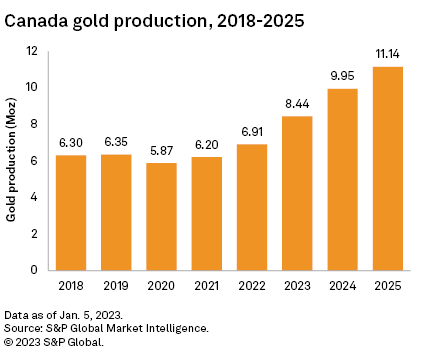 Canada gold production, 2018-2025
Gold production (Moz)
12
10
8
6
4
2
0
6.30
6.35
5.87
6.20
6.91
8.44
9.95
11.14
2018 2019 2020 2021 2022 2023 2024 2025
Data as of Jan. 5, 2023.
Source: S&P Global Market Intelligence.
© 2023 S&P Global.